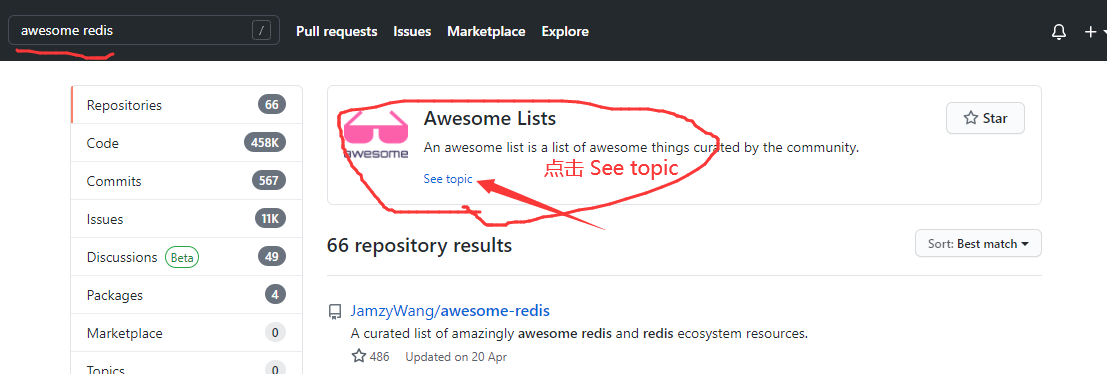 awesome redis /
Pull requests Issues Marketplace Explore
Repositories 66
Code 458K
Commits 567
Issues 11K
Discussions Beta 49
Packages 4
Marketplace 0
Topics 0
awesome
Awesome Lists
Star
An awesome list is a list of awesome things curated by the community.
See topic
点击 See topic
66 repository results
Sort: Best match
JamzyWang/awesome-redis
A curated list of amazingly awesome redis and redis ecosystem resources.
486 Updated on 20 Apr